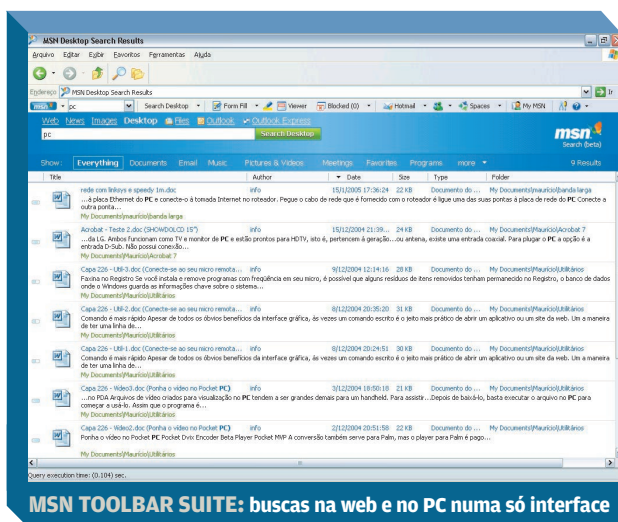 MSN Desktop Search Results
Arquivo Editar Exibir Favoritos Ferramentas Ajuda
Endereço MSN Desktop Search Results Ir
msn pc Search Desktop Form Fill Viewer Blocked (0) Hotmail Spaces My MSN
Web News Images Desktop Files Outlook Outlook Express
pc Search Desktop
msn
Search (beta)
Show: Everything Documents Email Music Pictures & Videos Meetings Favorites Programs more 9 Results
Title Author Date Size Type Folder
rede com linksys e speedy 1m.doc info 15/1/2005 17:36:24 22 KB Documento do ... My Documents\Mauricio\banda larga
...à placa Ethernet do PC e conecte-o à tomada Internet no roteador. Pegue o cabo de rede que é fornecido com o roteador e ligue uma das suas pontas à placa de rede do PC Conecte a
outra ponta...
My Documents\Mauricio\banda larga
Acrobat - Teste 2.doc (SHOWDOLCD 15") info 15/12/2004 21:39... 24 KB Documento do ... My Documents\Mauricio\Acrobat 7
...da LG. Ambos funcionam como TV e monitor de PC e estão prontos para HDTV, isto é, pertencem à geração...ou antena, existe uma entrada coaxial. Para plugar o PC a opção é a
entrada D-Sub. Não possui conexão...
My Documents\Mauricio\Acrobat 7
Capa 226 - Util-3.doc (Conecte-se ao seu micro remota... info 9/12/2004 12:14:16 28 KB Documento do ... My Documents\Mauricio\Utilitários
Faxina no Registro Se você instala e remove programas com freqüência em seu micro, é possível que alguns resíduos de itens removidos tenham permanecido no Registro, o banco de dados
onde o Windows guarda as informações chave sobre o sistema...
My Documents\Mauricio\Utilitários
Capa 226 - Util-2.doc (Conecte-se ao seu micro remota... info 8/12/2004 20:35:20 31 KB Documento do ... My Documents\Mauricio\Utilitários
Comando é mais rápido Apesar de todos os óbvios benefícios da interface gráfica, às vezes um comando escrito é o jeito mais prático de abrir um aplicativo ou um site da web. Um a maneira
de ter uma linha de...
My Documents\Mauricio\Utilitários
Capa 226 - Util-1.doc (Conecte-se ao seu micro remota... info 8/12/2004 20:24:51 30 KB Documento do ... My Documents\Mauricio\Utilitários
Comando é mais rápido Apesar de todos os óbvios benefícios da interface gráfica, às vezes um comando escrito é o jeito mais prático de abrir um aplicativo ou um site da web. Um a maneira
de ter uma linha de...
My Documents\Mauricio\Utilitários
Capa 226 - Video3.doc (Ponha o vídeo no Pocket PC) info 3/12/2004 18:50:18 21 KB Documento do ... My Documents\Mauricio\Utilitários
...no PDA Arquivos de vídeo criados para visualização no PC tendem a ser grandes demais para um handheld. Para assistir...Depois de baixá-lo, basta executar o arquivo no PC para
começar a usá-lo. Assim que o programa é...
My Documents\Mauricio\Utilitários
Capa 226 - Video2.doc (Ponha o vídeo no Pocket PC) info 2/12/2004 20:51:58 22 KB Documento do ... My Documents\Mauricio\Utilitários
Ponha o vídeo no Pocket PC Pocket Dvix Encoder Beta Player Pocket MVP A conversão também serve para Palm, mas o player para Palm é pago...
My Documents\Mauricio\Utilitários
Query execution time: (0.104) sec.
MSN TOOLBAR SUITE: buscas na web e no PC numa só interface